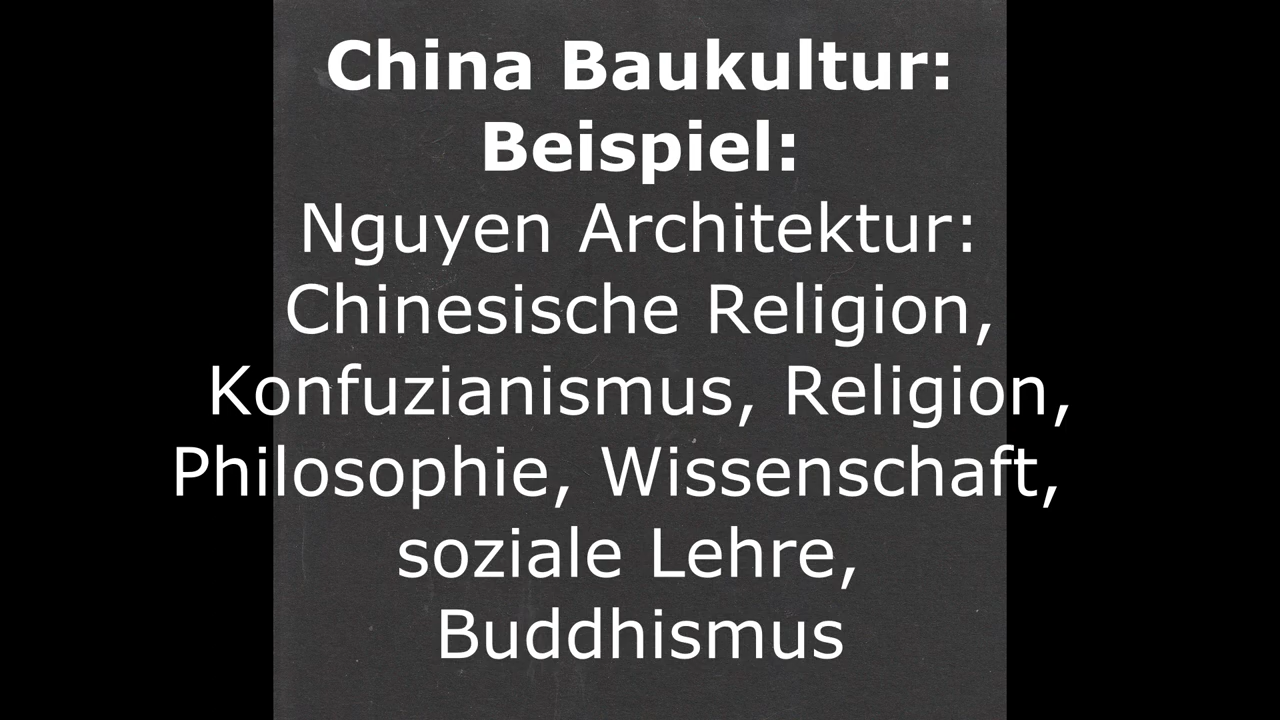 China Baukultur:
Beispiel:
Nguyen Architektur:
Chinesische Religion,
Konfuzianismus, Religion,
Philosophie, Wissenschaft,
soziale Lehre,
Buddhismus